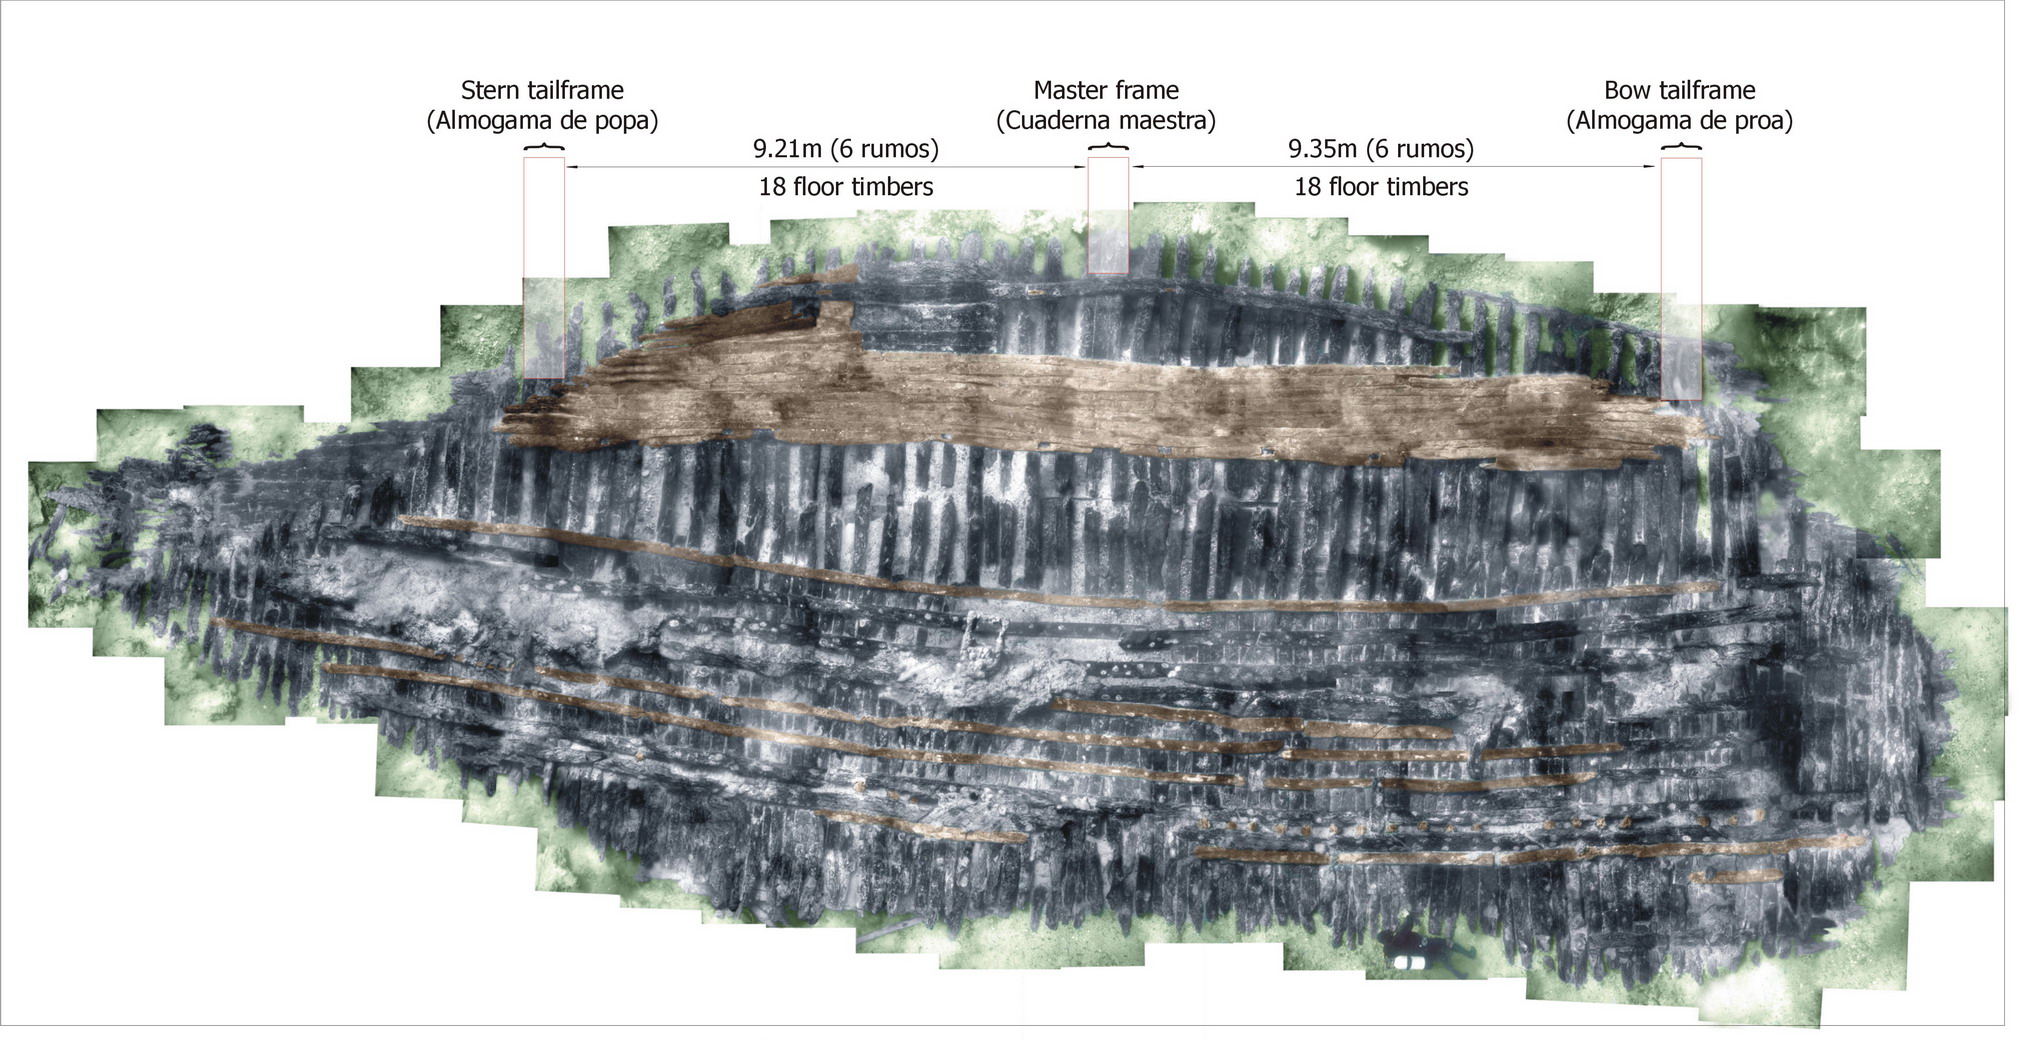 Stern tailframe
(Almogama de popa)
Master frame
(Cuaderna maestra)
Bow tailframe
(Almogama de proa)
9.21m (6 rumos)
18 floor timbers
9.35m (6 rumos)
18 floor timbers